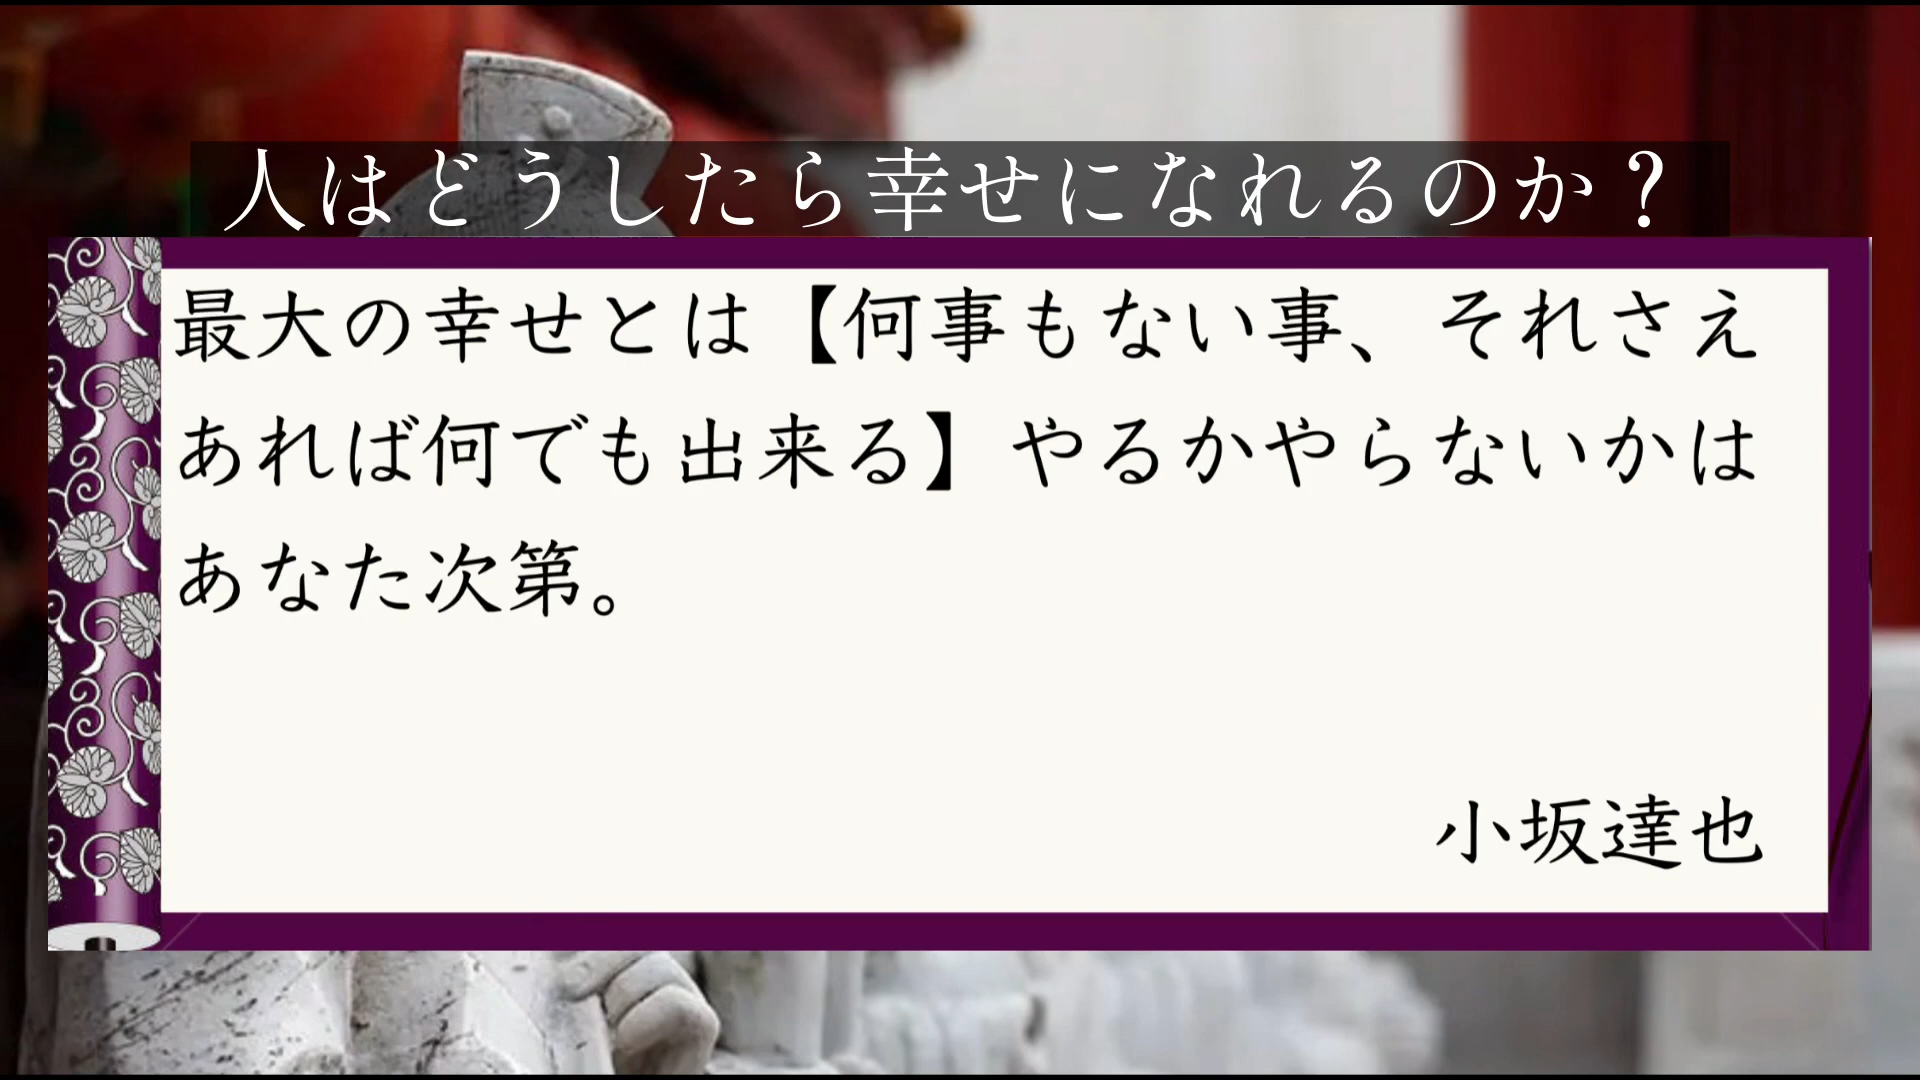 人はどうしたら幸せになれるのか？
最大の幸せとは【何事もない事、それさえ
あれば何でも出来る】やるかやらないかは
あなた次第。
小坂達也